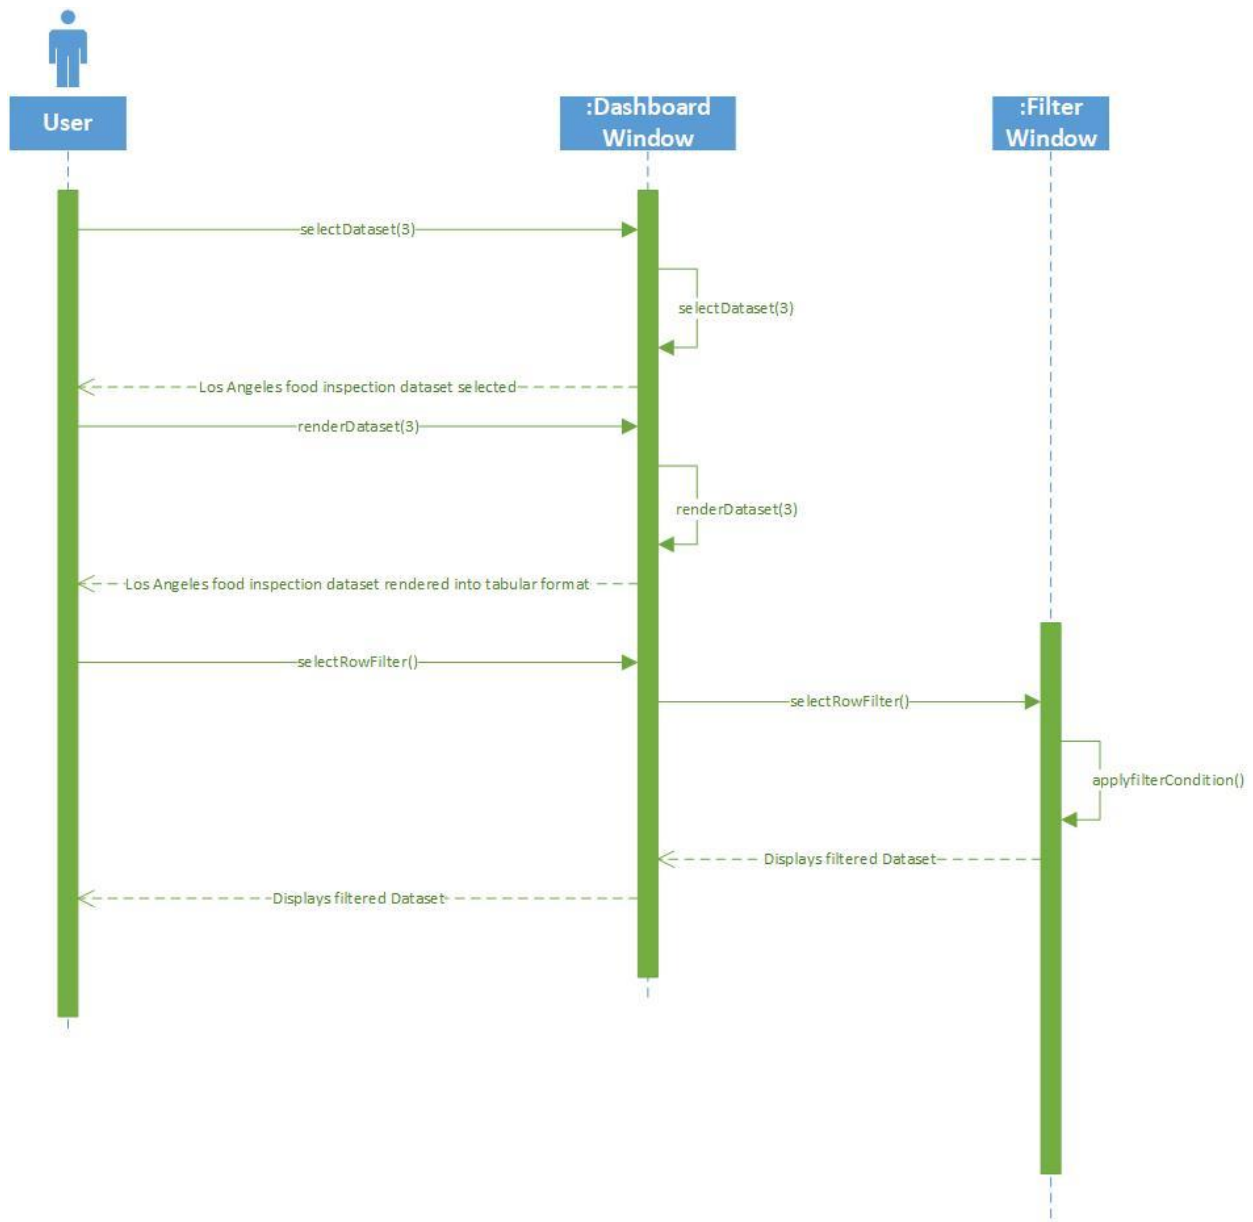 User
:Dashboard
Window
:Filter
Window
selectDataset(3)
selectDataset(3)
Los Angeles food inspection dataset selected
renderDataset(3)
renderDataset(3)
Los Angeles food inspection dataset rendered into tabular format
selectRowFilter()
selectRowFilter()
applyfilterCondition()
Displays filtered Dataset
Displays filtered Dataset